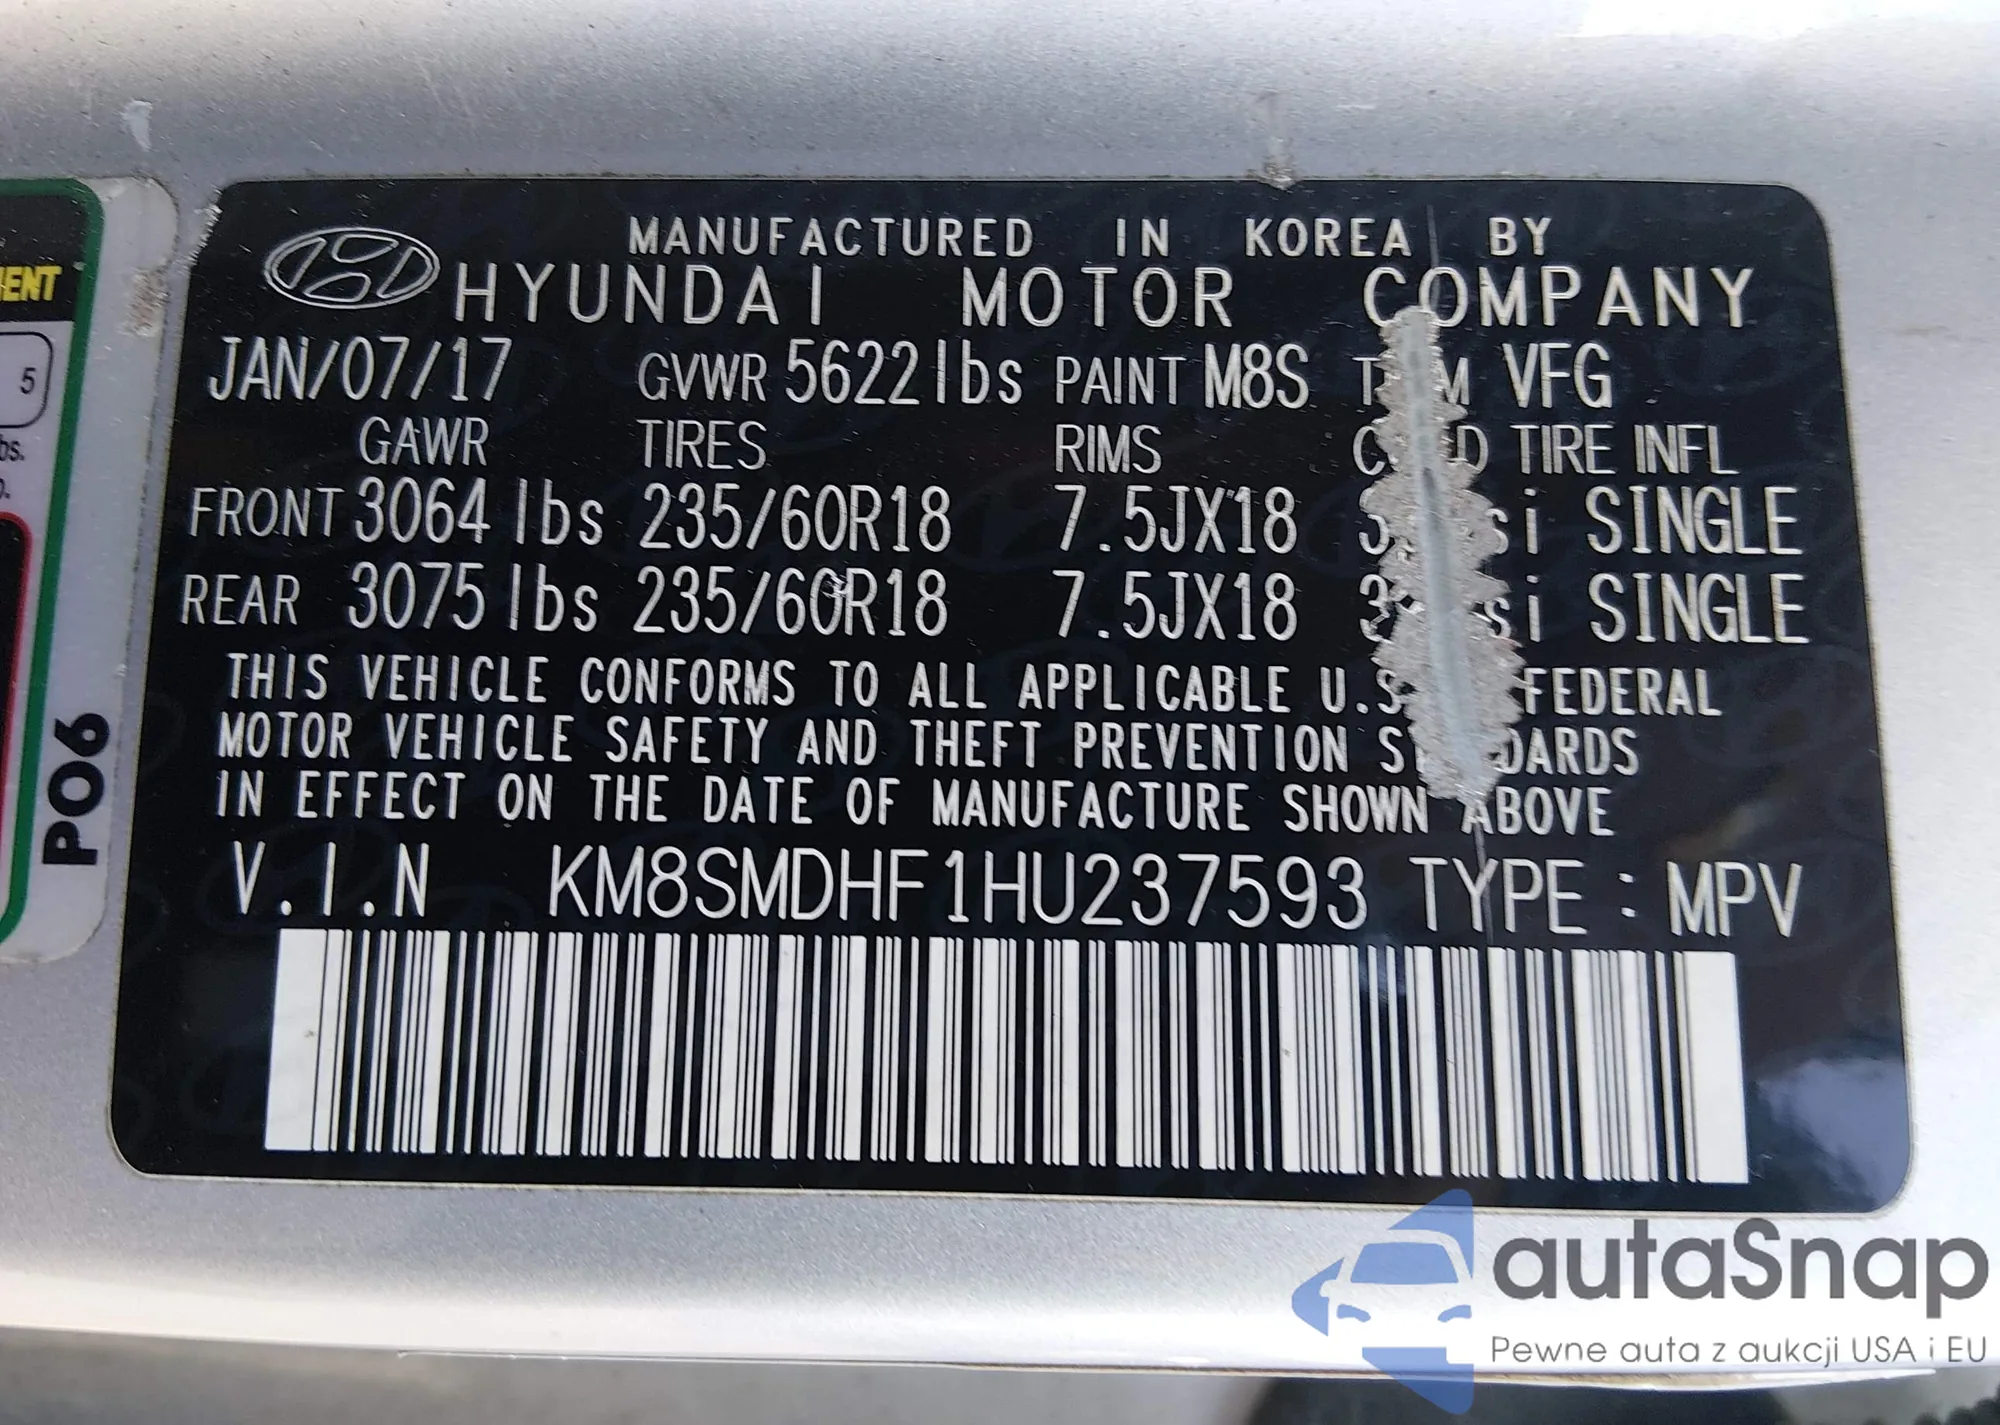 MANUFACTURED IN KOREA BY
HYUNDAI MOTOR COMPANY
JAN/07/17 GVWR 5622 lbs PAINT M8S VFG
GAWR TIRES RIMS TIRE INFL
FRONT 3064 lbs 235/60R18 7.5JX18 SINGLE
REAR 3075 lbs 235/60R18 7.5JX18 SINGLE
THIS VEHICLE CONFORMS TO ALL APPLICABLE FEDERAL
MOTOR VEHICLE SAFETY AND THEFT PREVENTION
IN EFFECT ON THE DATE OF MANUFACTURE SHOWN ABOVE
V.I.N KM8SMDHF1HU237593 TYPE : MPV
5
PO6
autaSnap
Pewne auta z aukcji USA i EU